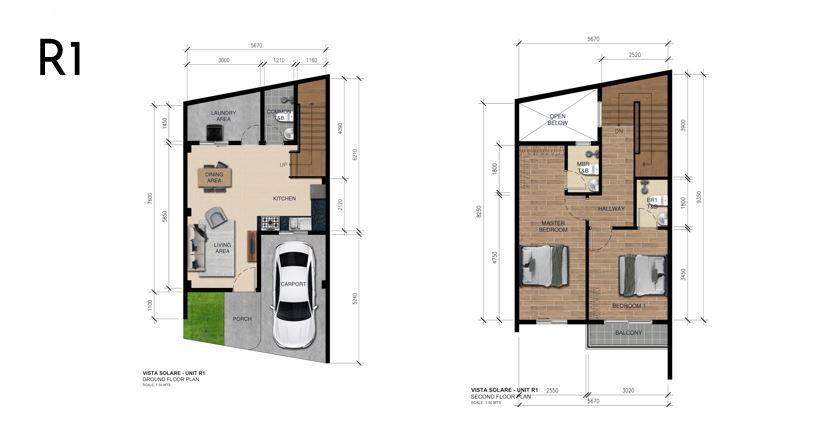 R1
5670
3000
1210
1160
LAUNDRY
AREA
COMMON
T&B
1450
4090
6210
7600
5850
UP
DINING
AREA
KITCHEN
2120
LIVING
AREA
CARPORT
5240
1100
PORCH
VISTA SOLARE - UNIT R1
GROUND FLOOR PLAN
SCALE: 1:50 MTS
5670
2520
OPEN
BELOW
DN
3900
9350
8250
1800
MBR
T&B
BR1
T&B
1800
HALLWAY
MASTER
BEDROOM
4750
3450
BEDROOM 1
BALCONY
VISTA SOLARE - UNIT R1
SECOND FLOOR PLAN
SCALE: 1:50 MTS
2550
3020
5670